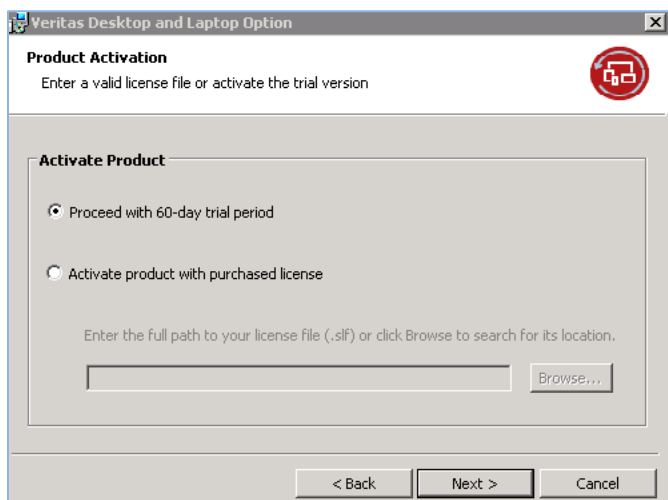 Veritas Desktop and Laptop Option
Product Activation
Enter a valid license file or activate the trial version
Activate Product
Proceed with 60-day trial period
Activate product with purchased license
Enter the full path to your license file (.slf) or click Browse to search for its location.
Browse...
< Back
Next >
Cancel